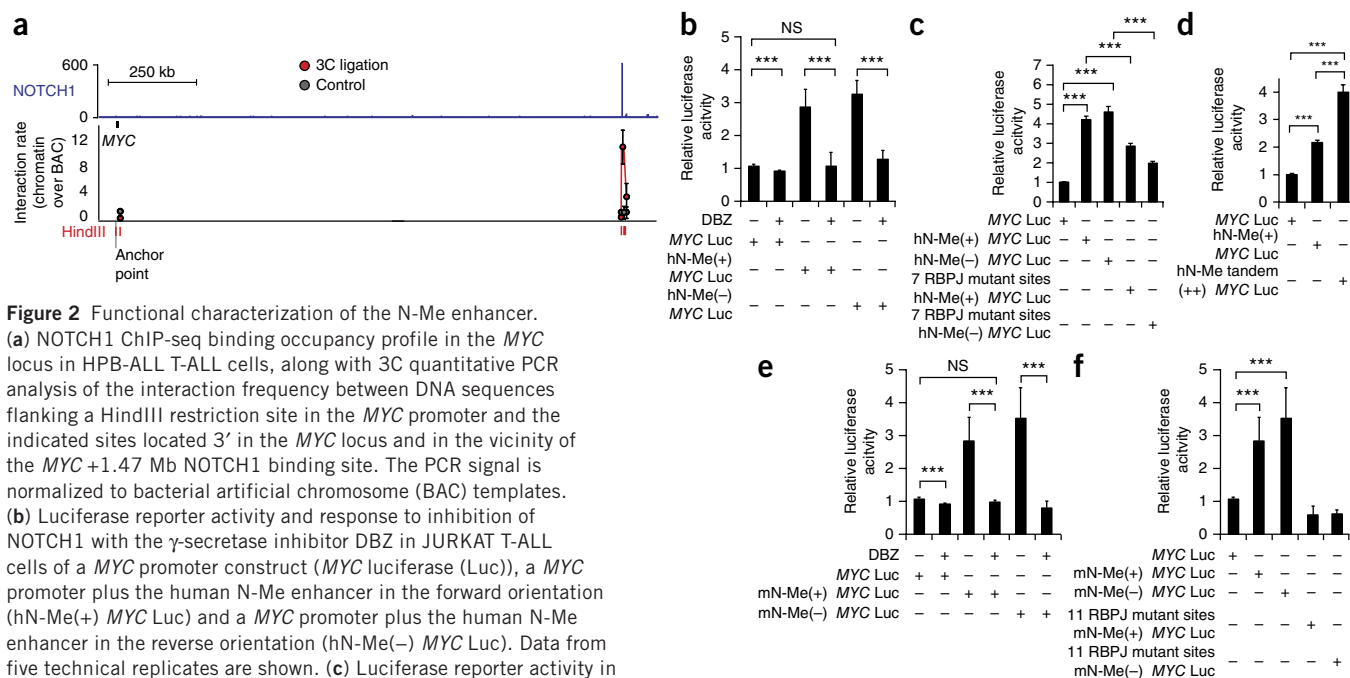 a
600
NOTCH1
0
250 kb
3C ligation
Control
MYC
Interaction rate
(chromatin
over BAC)
12
8
4
0
HindIII
Anchor
point
b
NS
***
***
***
5
4
3
2
1
0
Relative luciferase
acitvity
DBZ – + – + – +
MYC Luc + + – – – –
hN-Me(+)
MYC Luc – – + + – –
hN-Me(–)
MYC Luc – – – – + +
c
***
***
***
***
7
6
5
4
3
2
1
0
Relative luciferase
acitvity
MYC Luc + – – – –
hN-Me(+) MYC Luc – + – – –
hN-Me(–) MYC Luc – – + – –
7 RBPJ mutant sites
hN-Me(+) MYC Luc – – – + –
7 RBPJ mutant sites
hN-Me(–) MYC Luc – – – – +
d
***
***
***
4
3
2
1
0
Relative luciferase
acitvity
MYC Luc + – –
hN-Me(+)
MYC Luc – + –
hN-Me tandem
(++) MYC Luc – – +
Figure 2 Functional characterization of the N-Me enhancer.
(a) NOTCH1 ChIP-seq binding occupancy profile in the MYC
locus in HPB-ALL T-ALL cells, along with 3C quantitative PCR
analysis of the interaction frequency between DNA sequences
flanking a HindIII restriction site in the MYC promoter and the
indicated sites located 3′ in the MYC locus and in the vicinity of
the MYC +1.47 Mb NOTCH1 binding site. The PCR signal is
normalized to bacterial artificial chromosome (BAC) templates.
(b) Luciferase reporter activity and response to inhibition of
NOTCH1 with the γ-secretase inhibitor DBZ in JURKAT T-ALL
cells of a MYC promoter construct (MYC luciferase (Luc)), a MYC
promoter plus the human N-Me enhancer in the forward orientation
(hN-Me(+) MYC Luc) and a MYC promoter plus the human N-Me
enhancer in the reverse orientation (hN-Me(–) MYC Luc). Data from
five technical replicates are shown. (c) Luciferase reporter activity in
e
NS
***
***
***
5
4
3
2
1
0
Relative luciferase
acitvity
DBZ – + – + – +
MYC Luc + + – – – –
mN-Me(+) MYC Luc – – + + – –
mN-Me(–) MYC Luc – – – – + +
f
***
***
5
4
3
2
1
0
Relative luciferase
acitvity
MYC Luc + – – – –
mN-Me(+) MYC Luc – + – – –
mN-Me(–) MYC Luc – – + – –
11 RBPJ mutant sites
mN-Me(+) MYC Luc – – – + –
11 RBPJ mutant sites
mN-Me(–) MYC Luc – – – – +